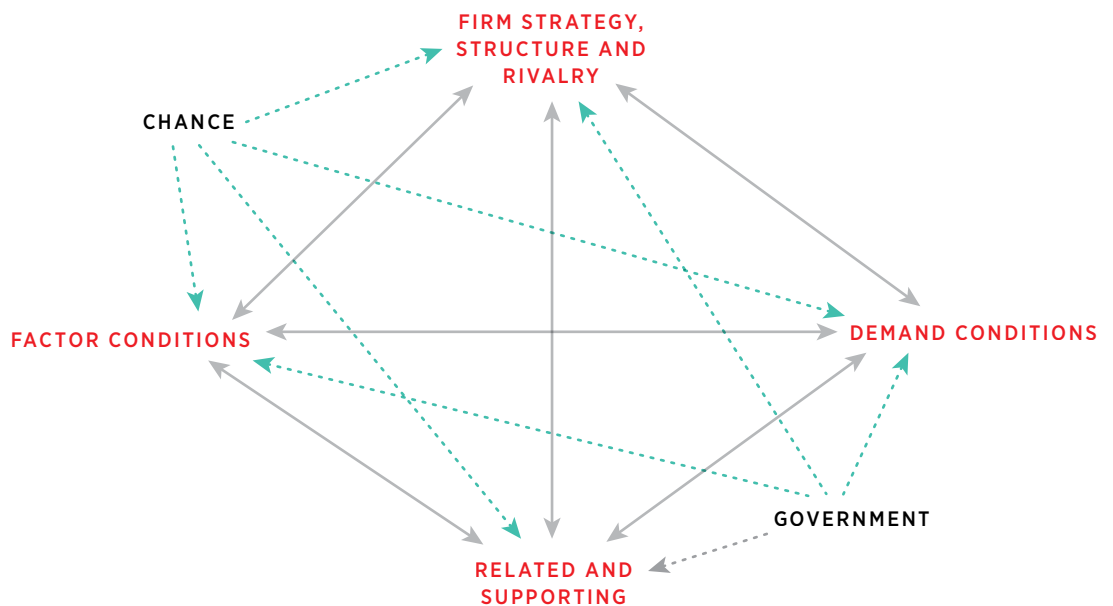 FIRM STRATEGY,
STRUCTURE AND
RIVALRY
CHANCE
FACTOR CONDITIONS
DEMAND CONDITIONS
GOVERNMENT
RELATED AND
SUPPORTING